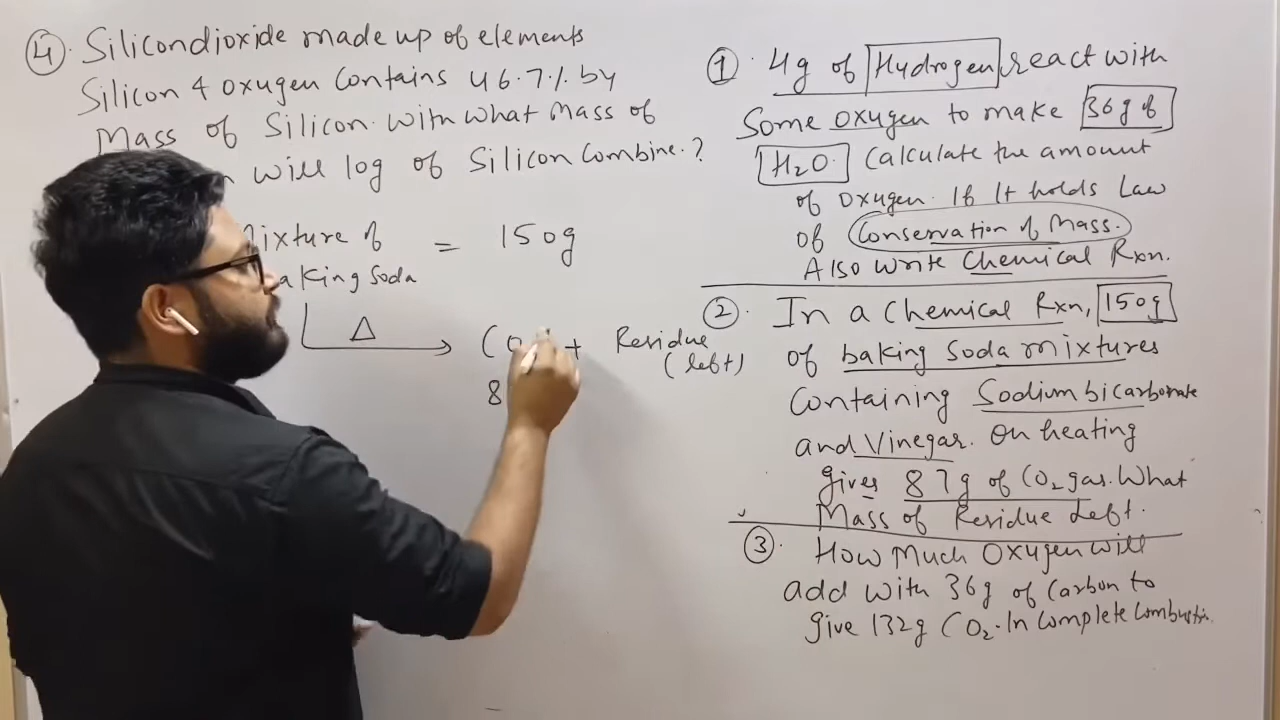 ④. Silicondioxide made up of elements
Silicon & oxygen Contains 46.7% by
Mass of Silicon. With what Mass of
will 10g of Silicon Combine.?
Mixture of = 150g
aking Soda
Δ
+ Residue
(left)
8
①. 4g of Hydrogen react with
Some oxygen to make 36g of
H₂O. Calculate the amount
of oxygen. If It holds Law
of Conservation of Mass.
Also write Chemical Rxn.
②. In a Chemical Rxn, 150g
of baking Soda mixtures
Containing Sodium bicarbonate
and Vinegar. On heating
gives 87g of CO₂ gas. What
Mass of Residue Left.
③. How Much Oxygen will
add with 36g of Carbon to
give 132g CO₂. In Complete Combustion.